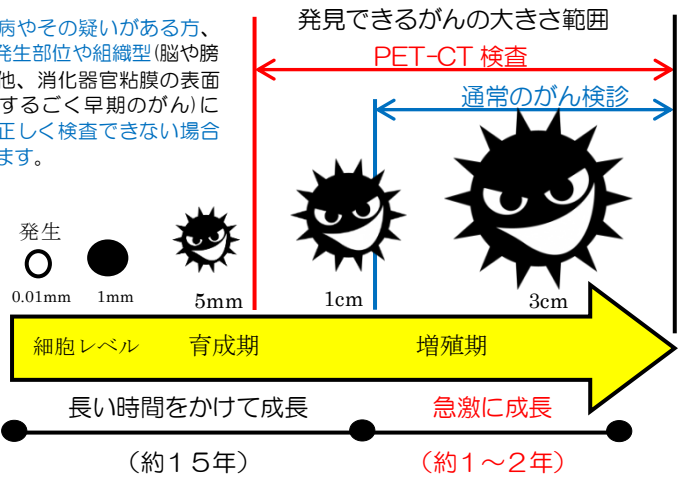 病やその疑いがある方、
発生部位や組織型(脳や膀
他、消化器官粘膜の表面
するごく早期のがん)に
正しく検査できない場合
ます。
発見できるがんの大きさ範囲
PET-CT 検査
通常のがん検診
発生
0.01mm
1mm
5mm
1cm
3cm
細胞レベル
育成期
増殖期
長い時間をかけて成長
急激に成長
（約１５年）
（約１～２年）